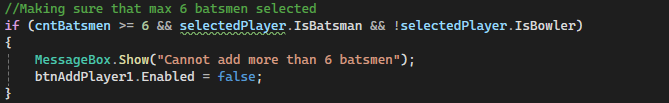 //Making sure that max 6 batsmen selected
if (cntBatsmen >= 6 && selectedPlayer.IsBatsman && !selectedPlayer.IsBowler)
{
MessageBox.Show("Cannot add more than 6 batsmen");
btnAddPlayer1.Enabled = false;
}